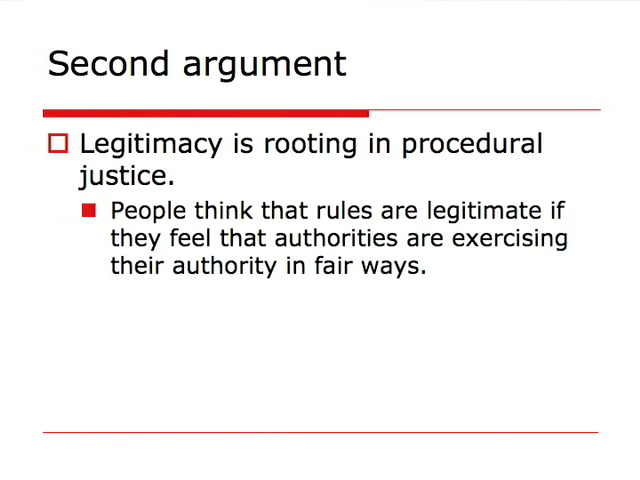 Second argument
Legitimacy is rooting in procedural
justice.
People think that rules are legitimate if
they feel that authorities are exercising
their authority in fair ways.